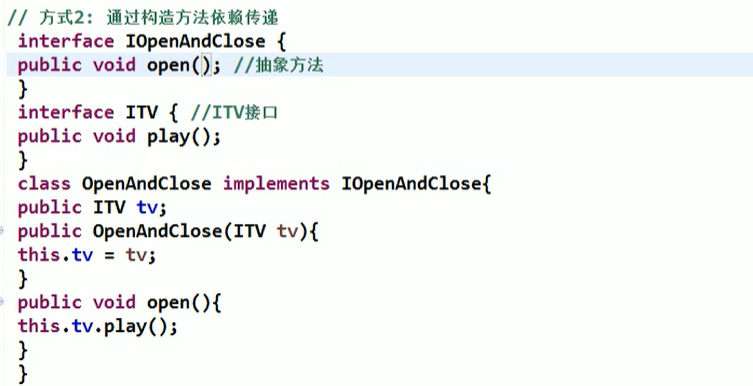 // 方式2: 通过构造方法依赖传递
interface IOpenAndClose {
public void open(); //抽象方法
}
interface ITV { //ITV接口
public void play();
}
class OpenAndClose implements IOpenAndClose{
public ITV tv;
public OpenAndClose(ITV tv){
this.tv = tv;
}
public void open(){
this.tv.play();
}
}